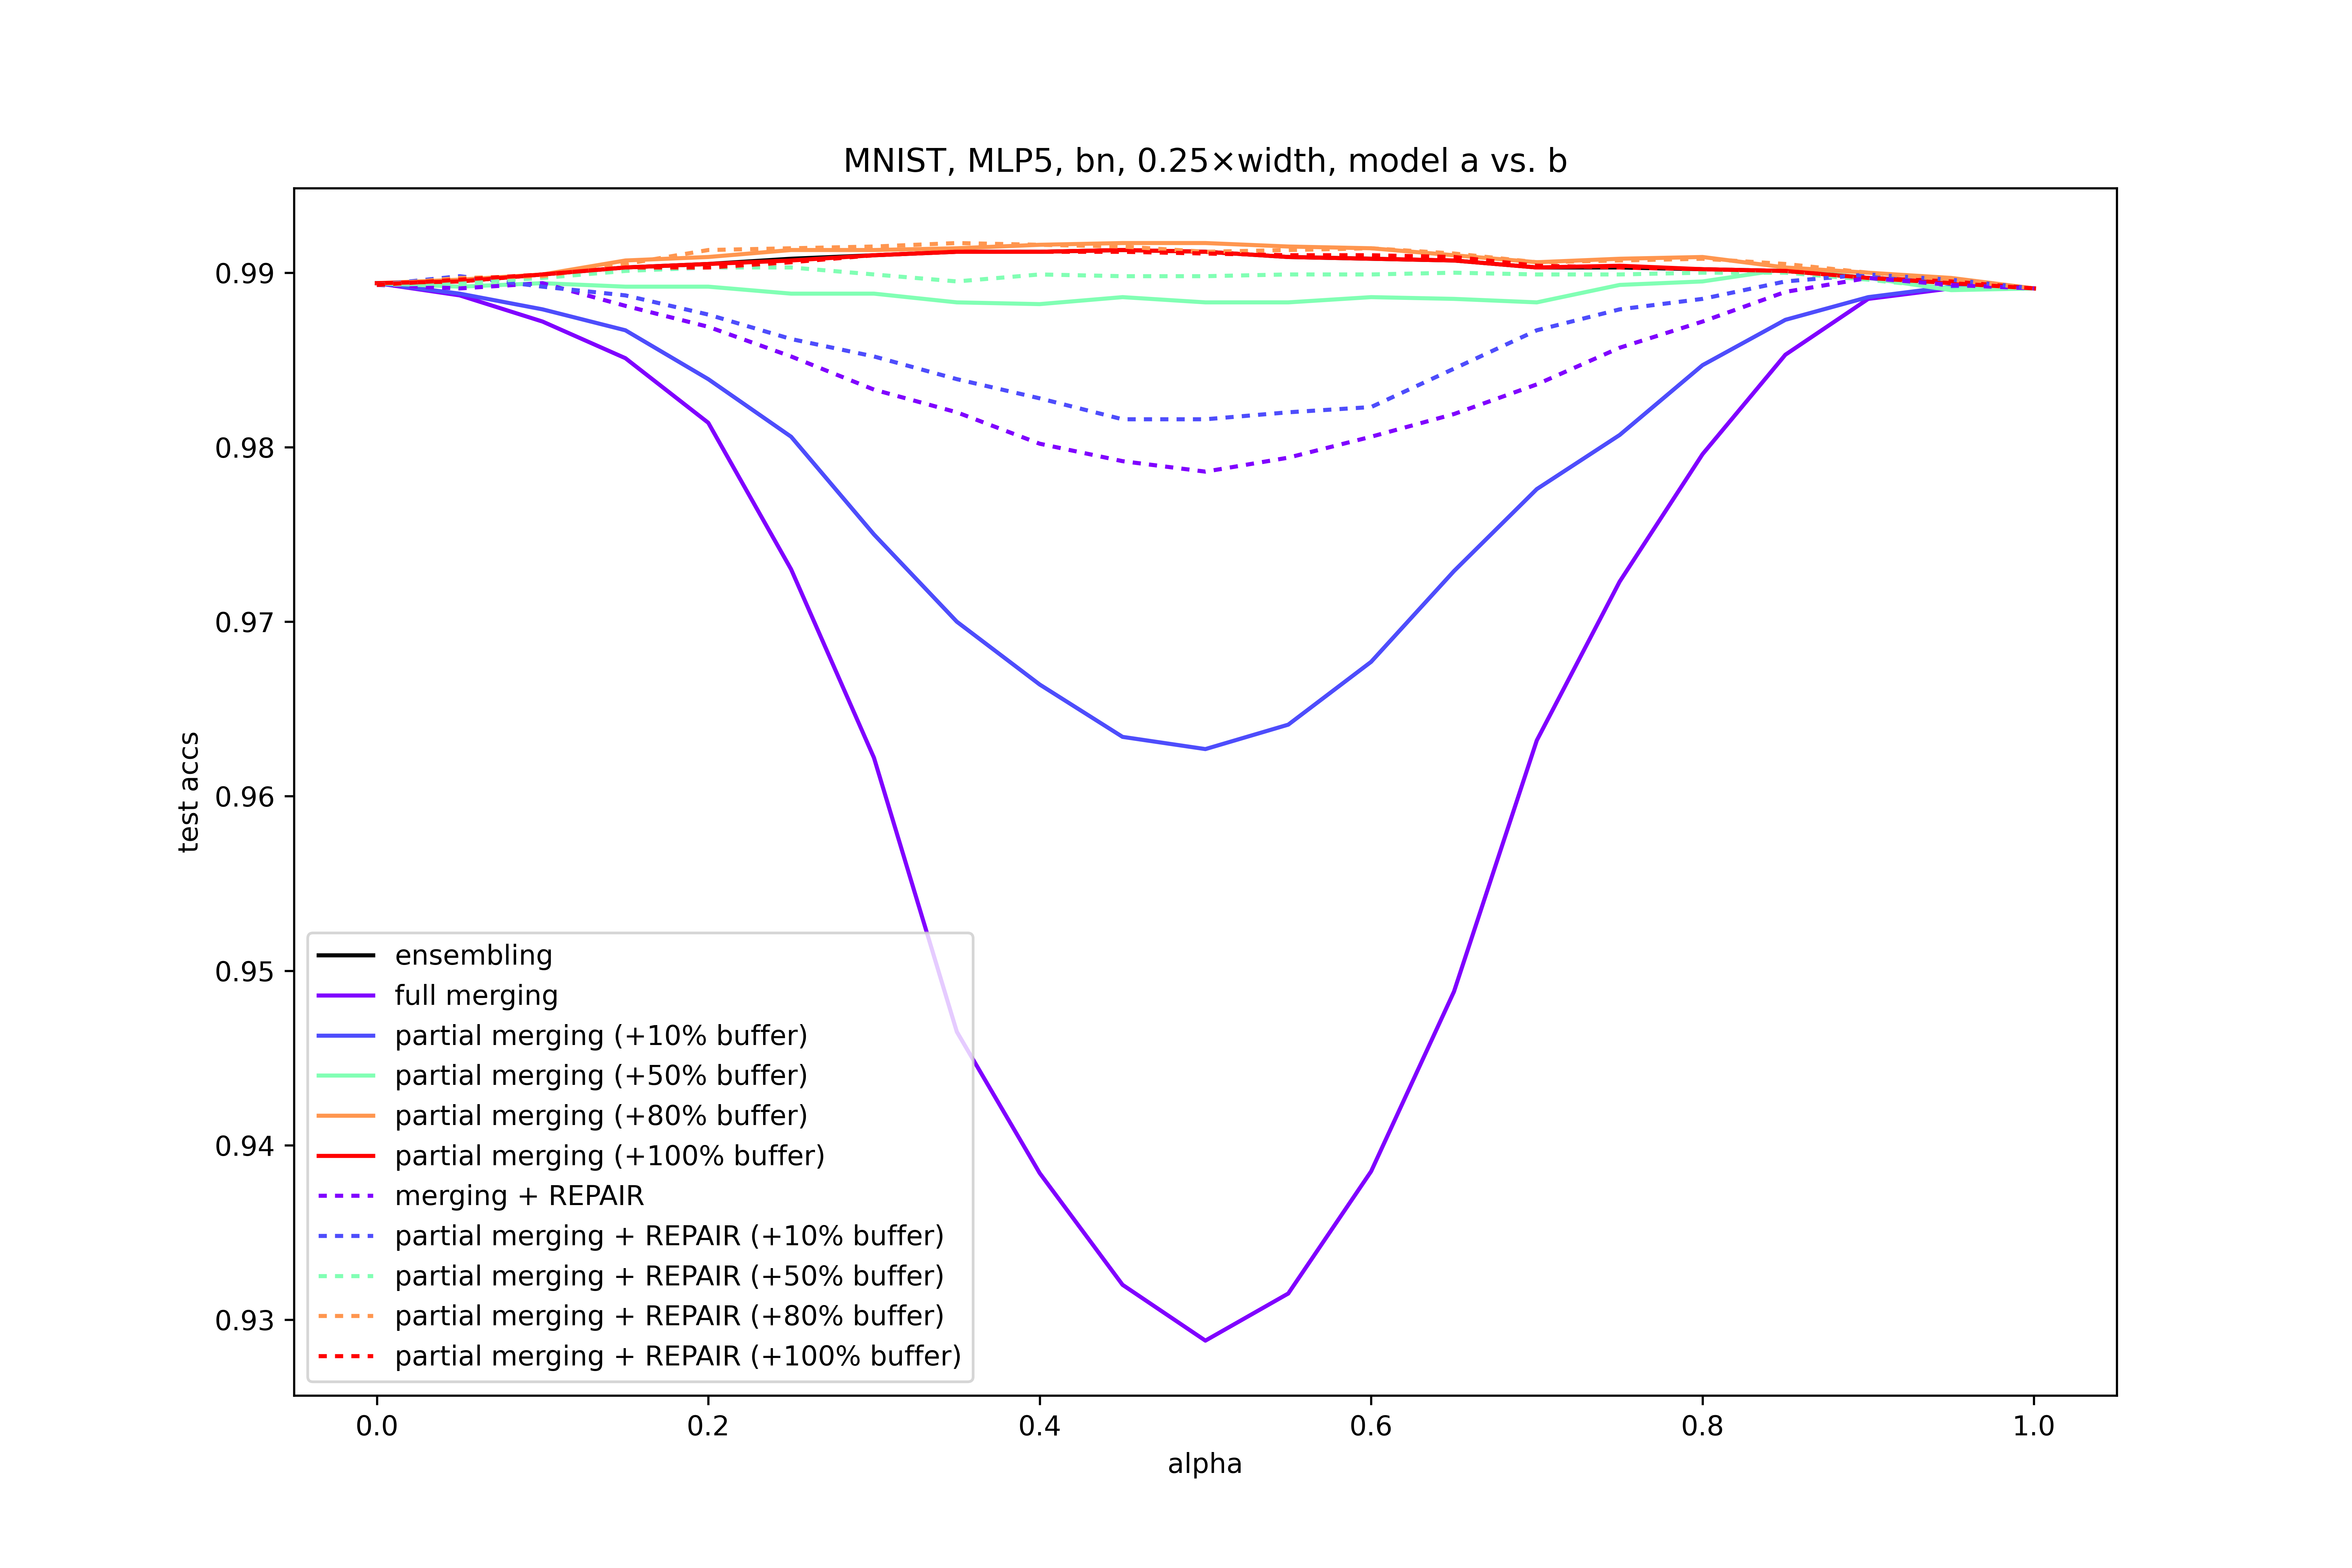 MNIST, MLP5, bn, 0.25×width, model a vs. b
0.99
0.98
0.97
0.96
0.95
0.94
0.93
test accs
ensembling
full merging
partial merging (+10% buffer)
partial merging (+50% buffer)
partial merging (+80% buffer)
partial merging (+100% buffer)
merging + REPAIR
partial merging + REPAIR (+10% buffer)
partial merging + REPAIR (+50% buffer)
partial merging + REPAIR (+80% buffer)
partial merging + REPAIR (+100% buffer)
0.0 0.2 0.4 0.6 0.8 1.0
alpha